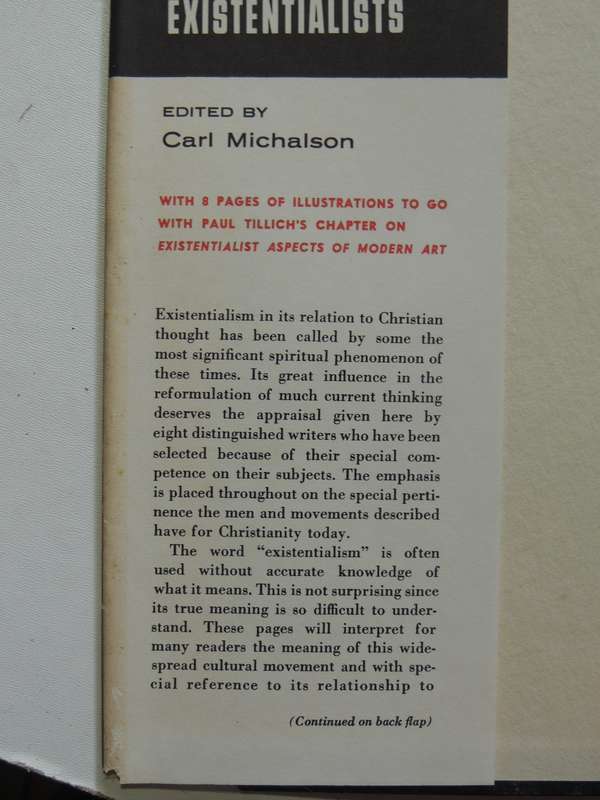 EXISTENTIALISTS
EDITED BY
Carl Michalson
WITH 8 PAGES OF ILLUSTRATIONS TO GO
WITH PAUL TILLICH'S CHAPTER ON
EXISTENTIALIST ASPECTS OF MODERN ART
Existentialism in its relation to Christian
thought has been called by some the
most significant spiritual phenomenon of
these times. Its great influence in the
reformulation of much current thinking
deserves the appraisal given here by
eight distinguished writers who have been
selected because of their special com-
petence on their subjects. The emphasis
is placed throughout on the special perti-
nence the men and movements described
have for Christianity today.
The word “existentialism” is often
used without accurate knowledge of
what it means. This is not surprising since
its true meaning is so difficult to under-
stand. These pages will interpret for
many readers the meaning of this wide-
spread cultural movement and with spe-
cial reference to its relationship to
(Continued on back flap)